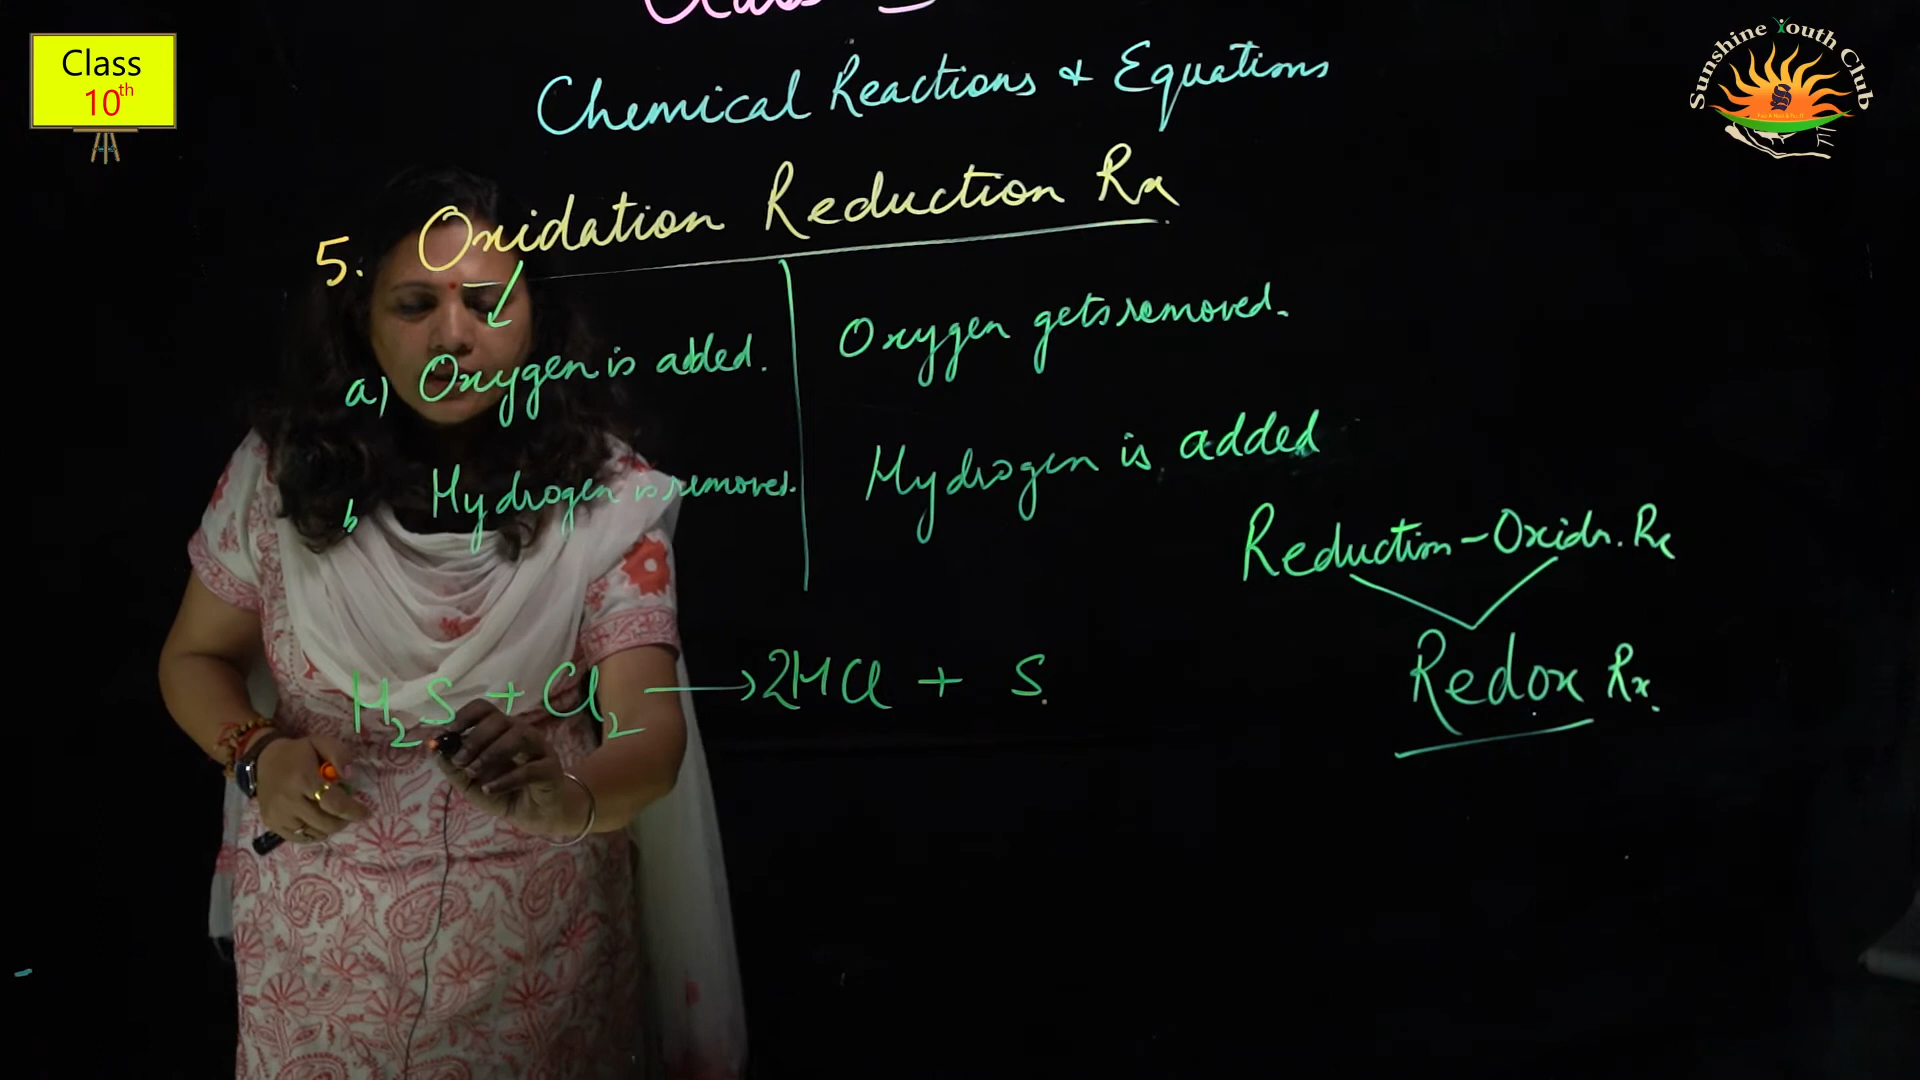 Class
10th
Sunshine Youth Club
Chemical Reactions & Equations
5. Oxidation Reduction Rx
a) Oxygen is added.
Oxygen gets removed.
b Hydrogen is removed.
Hydrogen is added
Reduction - Oxidn. Rx
Redox Rx.
H2S + Cl2 → 2HCl + S